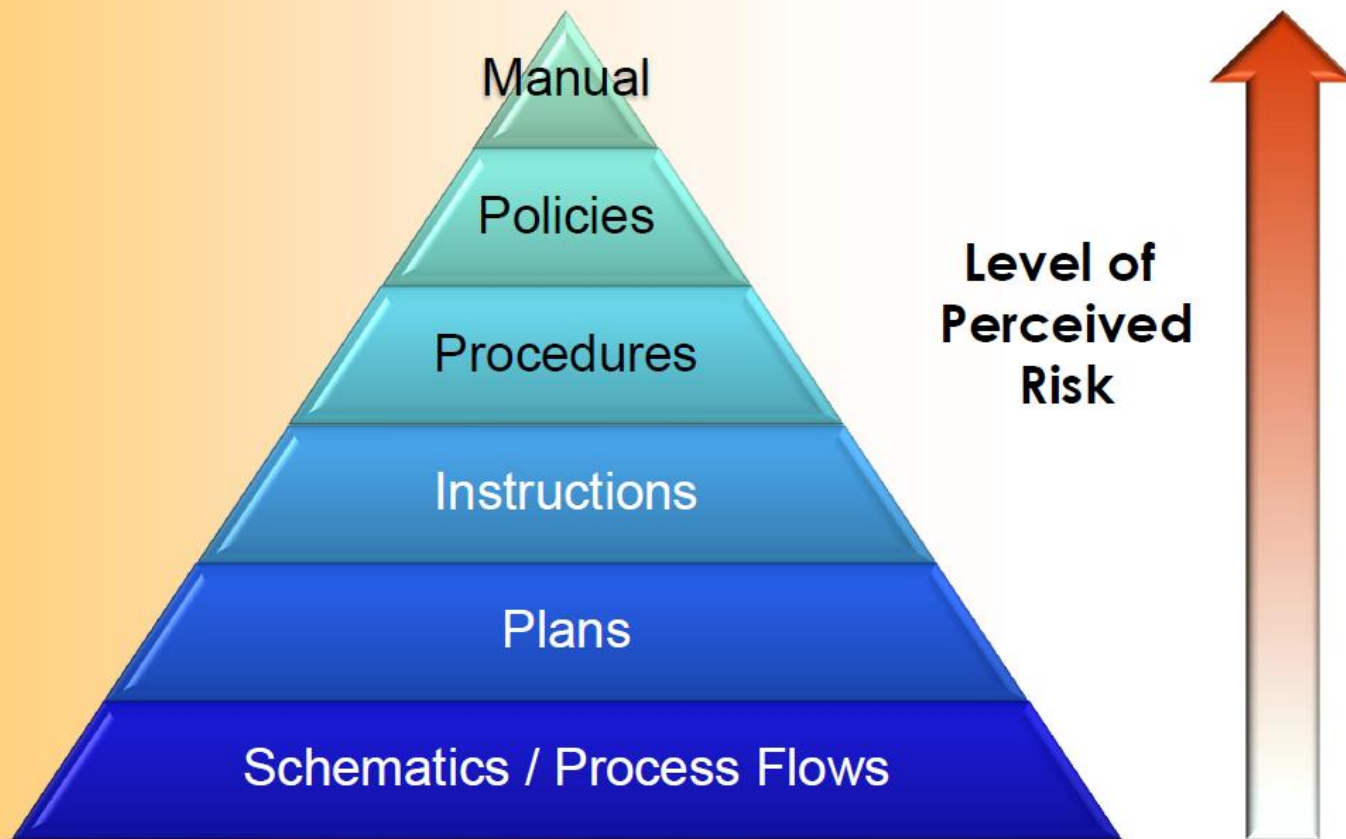 Manual
Policies
Procedures
Instructions
Plans
Schematics / Process Flows
Level of
Perceived
Risk